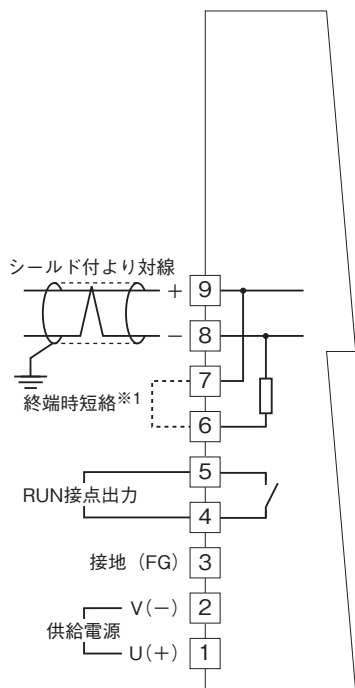 シールド付より対線
+ 9
− 8
7
終端時短絡※1
6
5
RUN接点出力
4
接地（FG） 3
V（−） 2
供給電源
U（+） 1